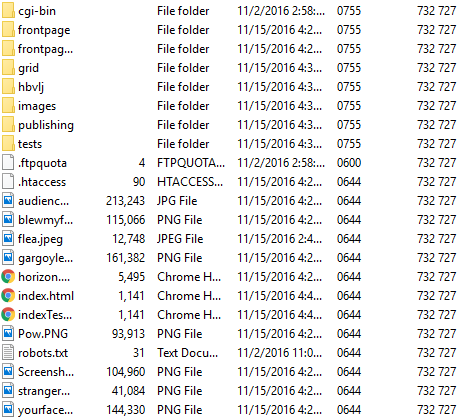 cgi-bin File folder 11/2/2016 2:58:... 0755 732 727
frontpage File folder 11/15/2016 4:2... 0755 732 727
frontpag... File folder 11/15/2016 4:2... 0755 732 727
grid File folder 11/15/2016 4:3... 0755 732 727
hbvlj File folder 11/15/2016 4:2... 0755 732 727
images File folder 11/15/2016 4:3... 0755 732 727
publishing File folder 11/15/2016 4:2... 0755 732 727
tests File folder 11/15/2016 4:2... 0755 732 727
.ftpquota 4 FTPQUOTA... 11/2/2016 2:58:... 0600 732 727
.htaccess 90 HTACCESS... 11/15/2016 4:2... 0644 732 727
audienc... 213,243 JPG File 11/15/2016 4:2... 0644 732 727
blewmyf... 115,066 PNG File 11/15/2016 4:2... 0644 732 727
flea.jpeg 12,748 JPEG File 11/15/2016 2:4... 0644 732 727
gargoyle... 161,382 PNG File 11/15/2016 4:2... 0644 732 727
horizon.... 5,495 Chrome H... 11/15/2016 4:2... 0644 732 727
index.html 1,141 Chrome H... 11/15/2016 4:4... 0644 732 727
indexTes... 1,141 Chrome H... 11/15/2016 4:4... 0644 732 727
Pow.PNG 93,913 PNG File 11/15/2016 4:2... 0644 732 727
robots.txt 31 Text Docu... 11/2/2016 11:0... 0644 732 727
Screensh... 104,960 PNG File 11/15/2016 4:2... 0644 732 727
stranger... 41,084 PNG File 11/15/2016 4:2... 0644 732 727
yourface... 144,330 PNG File 11/15/2016 4:2... 0644 732 727